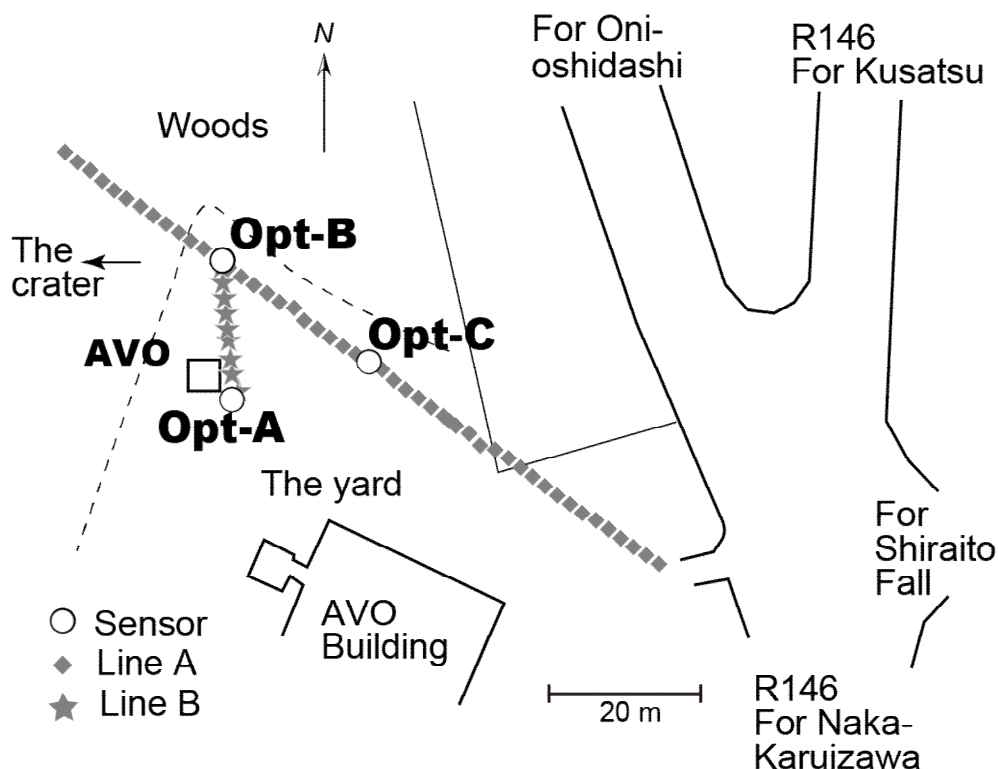 N
For Oni-
oshidashi
R146
For Kusatsu
Woods
Opt-B
The
crater
Opt-C
AVO
Opt-A
The yard
For
Shiraito
Fall
AVO
Building
Sensor
Line A
Line B
20 m
R146
For Naka-
Karuizawa